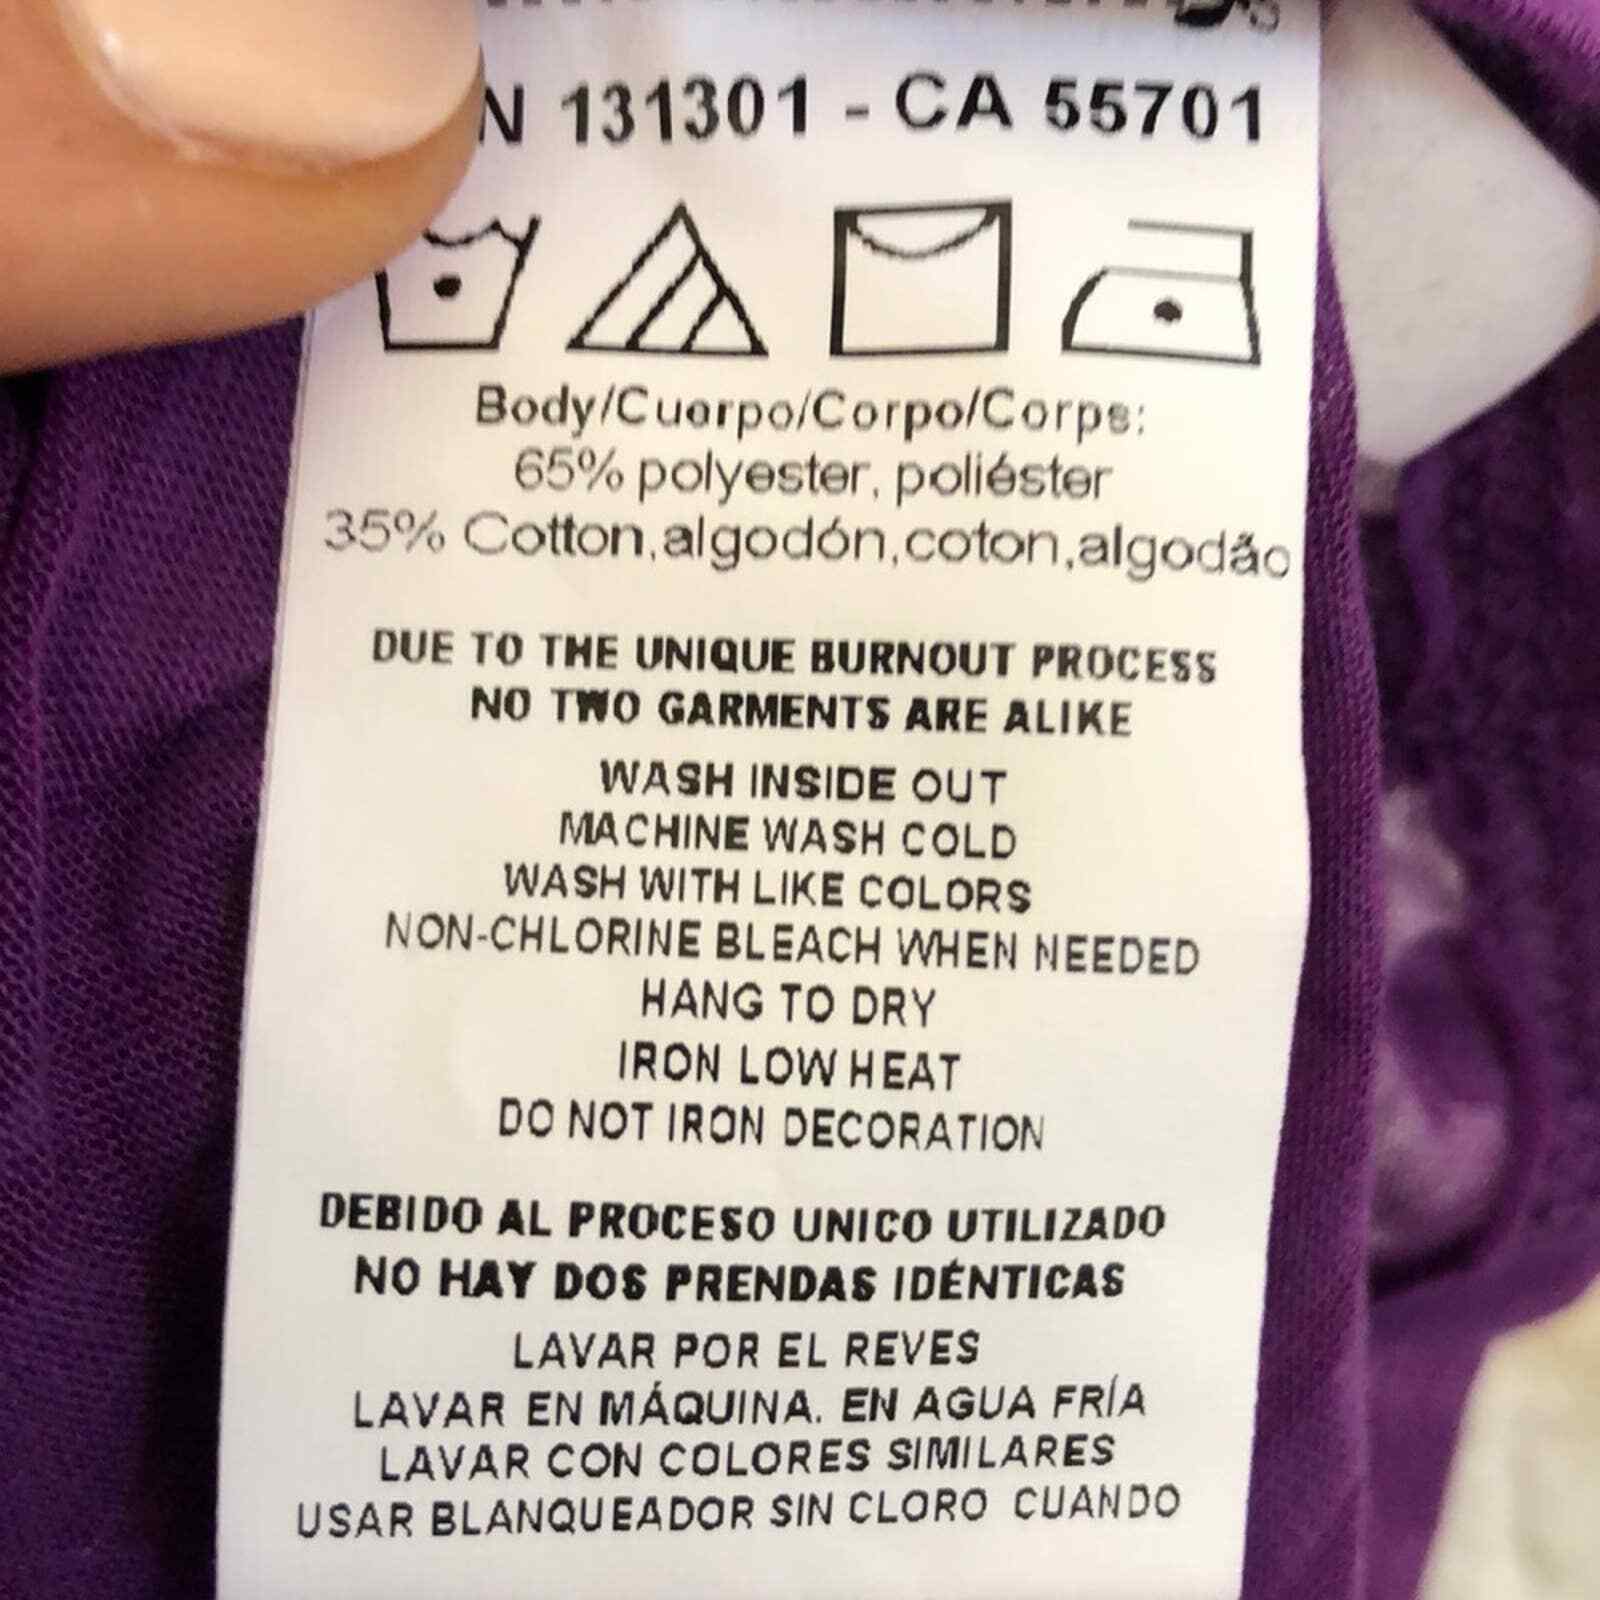 N 131301 - CA 55701
Body/Cuerpo/Corpo/Corps:
65% polyester, poliéster
35% Cotton,algodón,coton,algodão
DUE TO THE UNIQUE BURNOUT PROCESS
NO TWO GARMENTS ARE ALIKE
WASH INSIDE OUT
MACHINE WASH COLD
WASH WITH LIKE COLORS
NON-CHLORINE BLEACH WHEN NEEDED
HANG TO DRY
IRON LOW HEAT
DO NOT IRON DECORATION
DEBIDO AL PROCESO UNICO UTILIZADO
NO HAY DOS PRENDAS IDÉNTICAS
LAVAR POR EL REVES
LAVAR EN MÁQUINA. EN AGUA FRÍA
LAVAR CON COLORES SIMILARES
USAR BLANQUEADOR SIN CLORO CUANDO